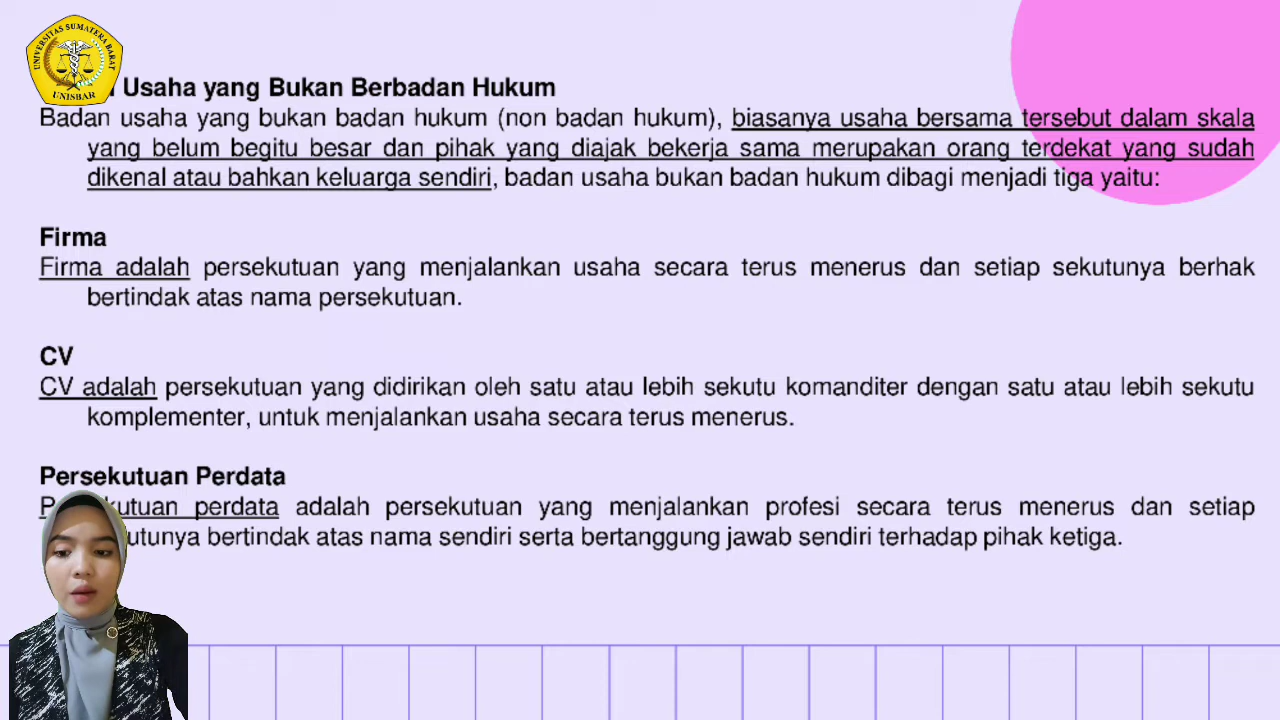 UNIVERSITAS SUMATERA BARAT
UNISBAR
Usaha yang Bukan Berbadan Hukum
Badan usaha yang bukan badan hukum (non badan hukum), biasanya usaha bersama tersebut dalam skala
yang belum begitu besar dan pihak yang diajak bekerja sama merupakan orang terdekat yang sudah
dikenal atau bahkan keluarga sendiri, badan usaha bukan badan hukum dibagi menjadi tiga yaitu:
Firma
Firma adalah persekutuan yang menjalankan usaha secara terus menerus dan setiap sekutunya berhak
bertindak atas nama persekutuan.
CV
CV adalah persekutuan yang didirikan oleh satu atau lebih sekutu komanditer dengan satu atau lebih sekutu
komplementer, untuk menjalankan usaha secara terus menerus.
Persekutuan Perdata
perdata adalah persekutuan yang menjalankan profesi secara terus menerus dan setiap
bertindak atas nama sendiri serta bertanggung jawab sendiri terhadap pihak ketiga.